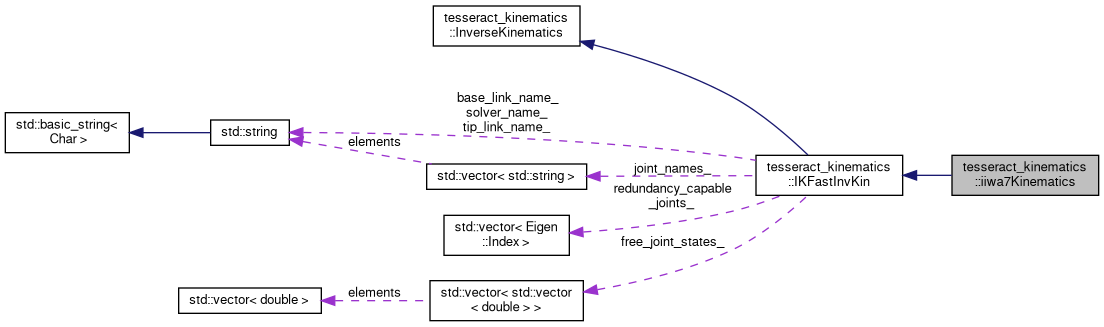 tesseract_kinematics
::InverseKinematics
base_link_name_
solver_name_
tip_link_name_
std::basic_string<
Char >
std::string
elements
std::vector< std::string >
joint_names_
tesseract_kinematics
::IKFastInvKin
tesseract_kinematics
::iiwa7Kinematics
redundancy_capable
_joints_
std::vector< Eigen
::Index >
free_joint_states_
std::vector< double >
elements
std::vector< std::vector
< double > >